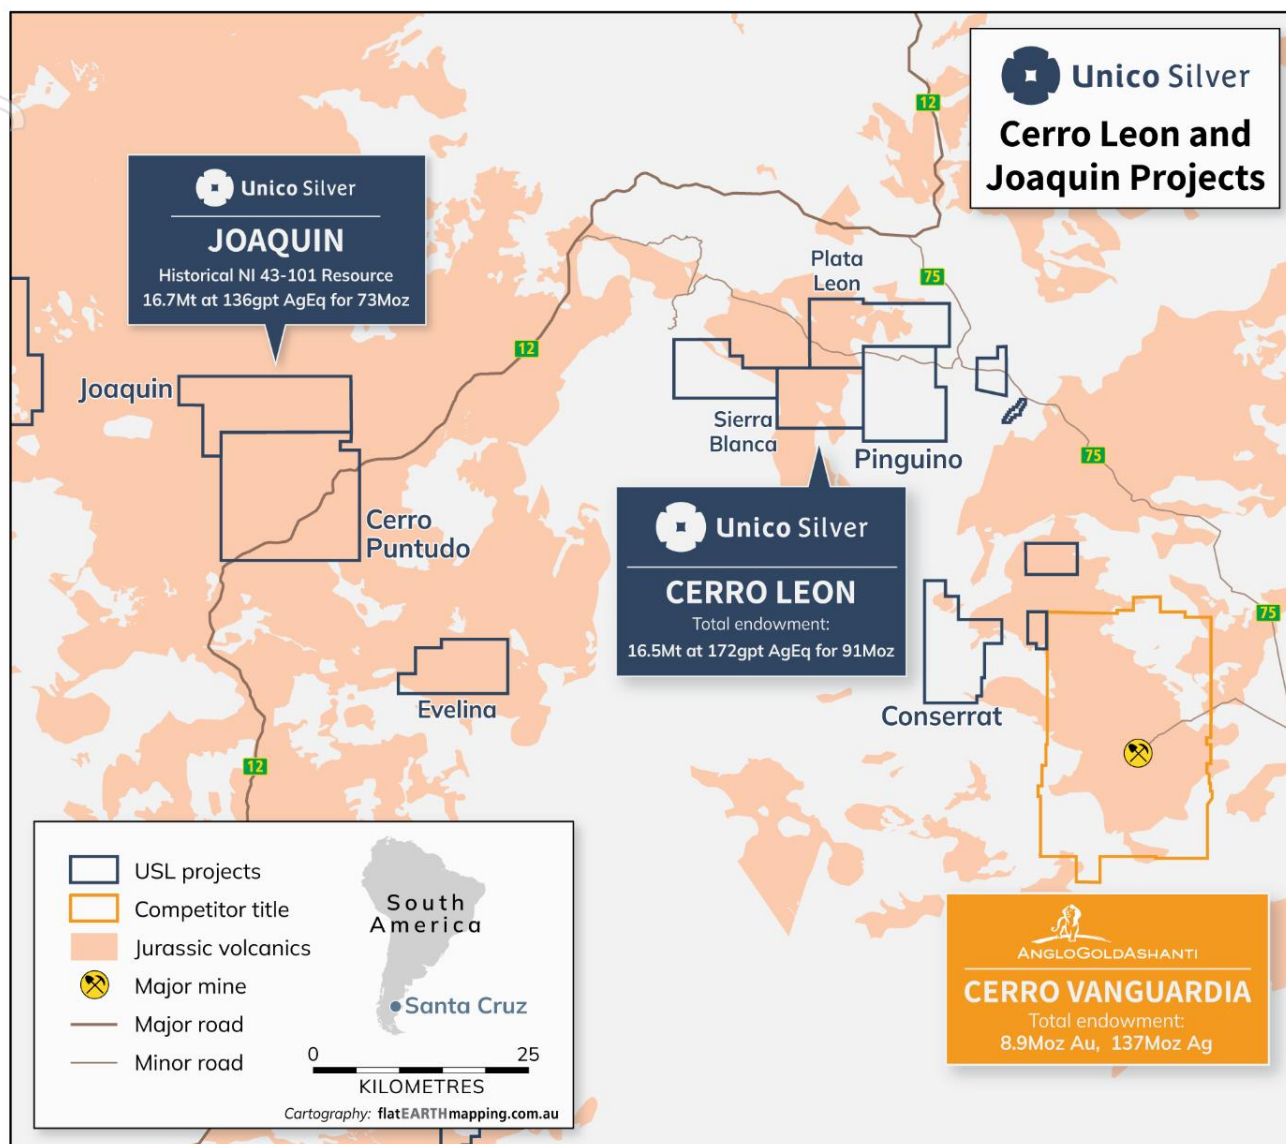 Unico Silver
Cerro Leon and
Joaquin Projects
12
Unico Silver
JOAQUIN
Historical NI 43-101 Resource
16.7Mt at 136gpt AgEq for 73Moz
Plata
Leon
75
12
Joaquin
Sierra
Blanca
Pinguino
75
Cerro
Puntudo
Unico Silver
CERRO LEON
Total endowment:
16.5Mt at 172gpt AgEq for 91Moz
75
Evelina
Conserrat
12
USL projects
Competitor title
Jurassic volcanics
Major mine
Major road
Minor road
South
America
Santa Cruz
0 25
KILOMETRES
Cartography: flatEARTHmapping.com.au
ANGLOGOLDASHANTI
CERRO VANGUARDIA
Total endowment:
8.9Moz Au, 137Moz Ag